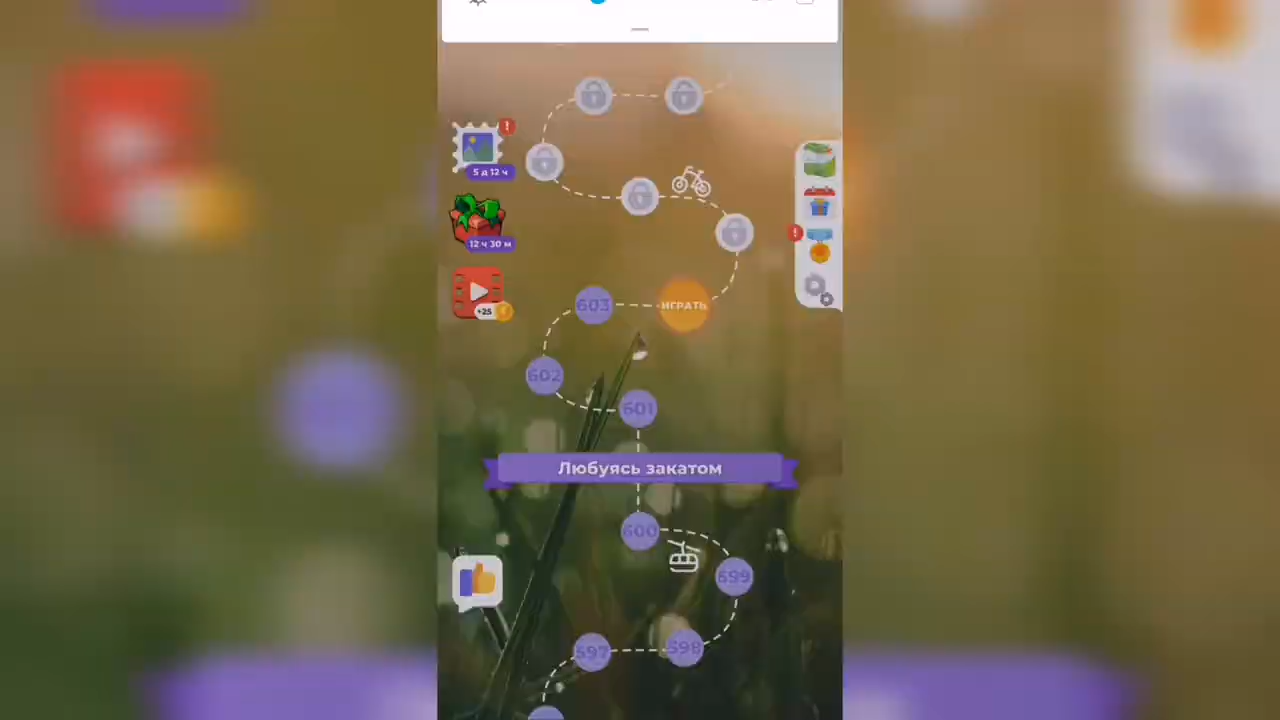 !
5 д 12 ч
12 ч 30 м
!
603
ИГРАТЬ
+25
602
601
Любуясь закатом
600
599
598
597